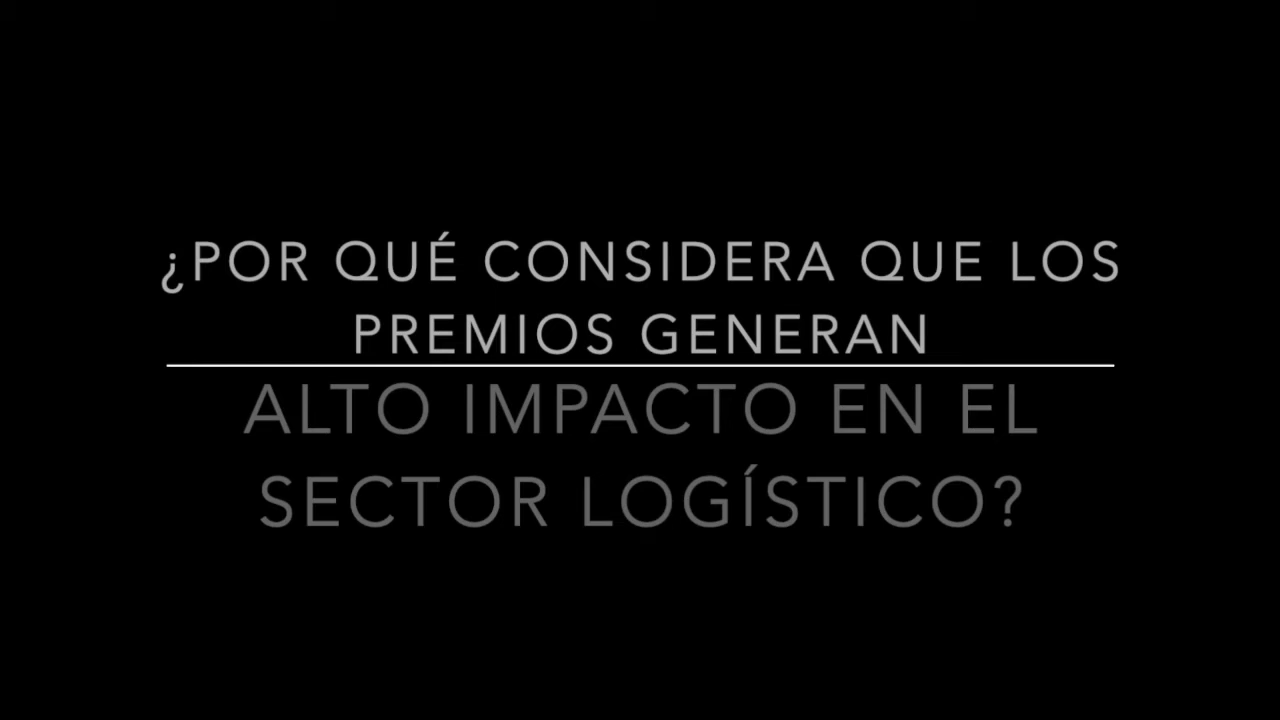 ¿POR QUÉ CONSIDERA QUE LOS
PREMIOS GENERAN
ALTO IMPACTO EN EL
SECTOR LOGÍSTICO?